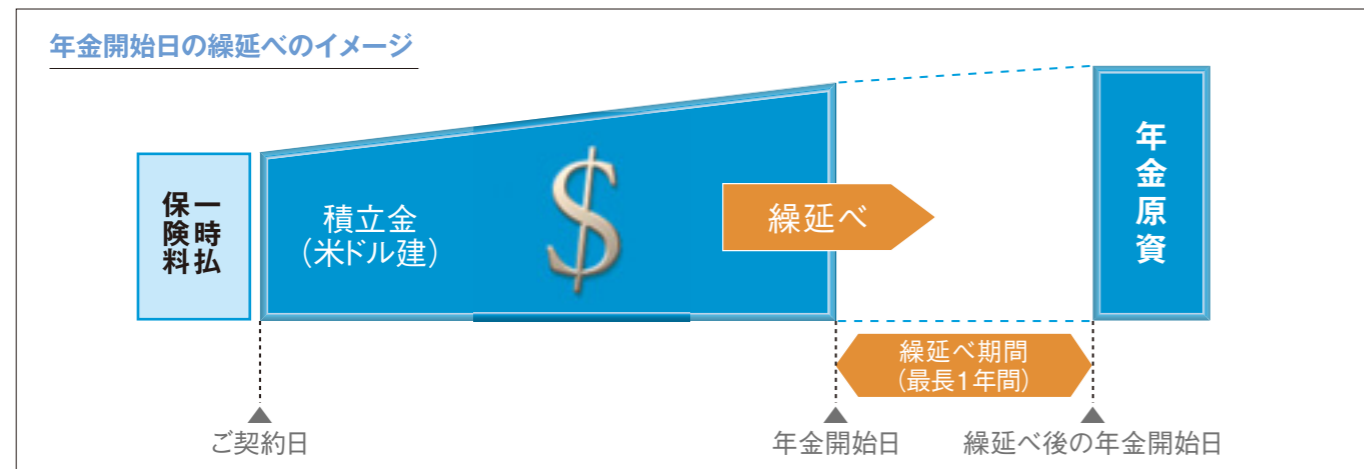 年金開始日の繰延べのイメージ
一時払
保険料
積立金
（米ドル建）
$
繰延べ
年金原資
繰延べ期間
（最長1年間）
ご契約日
年金開始日
繰延べ後の年金開始日